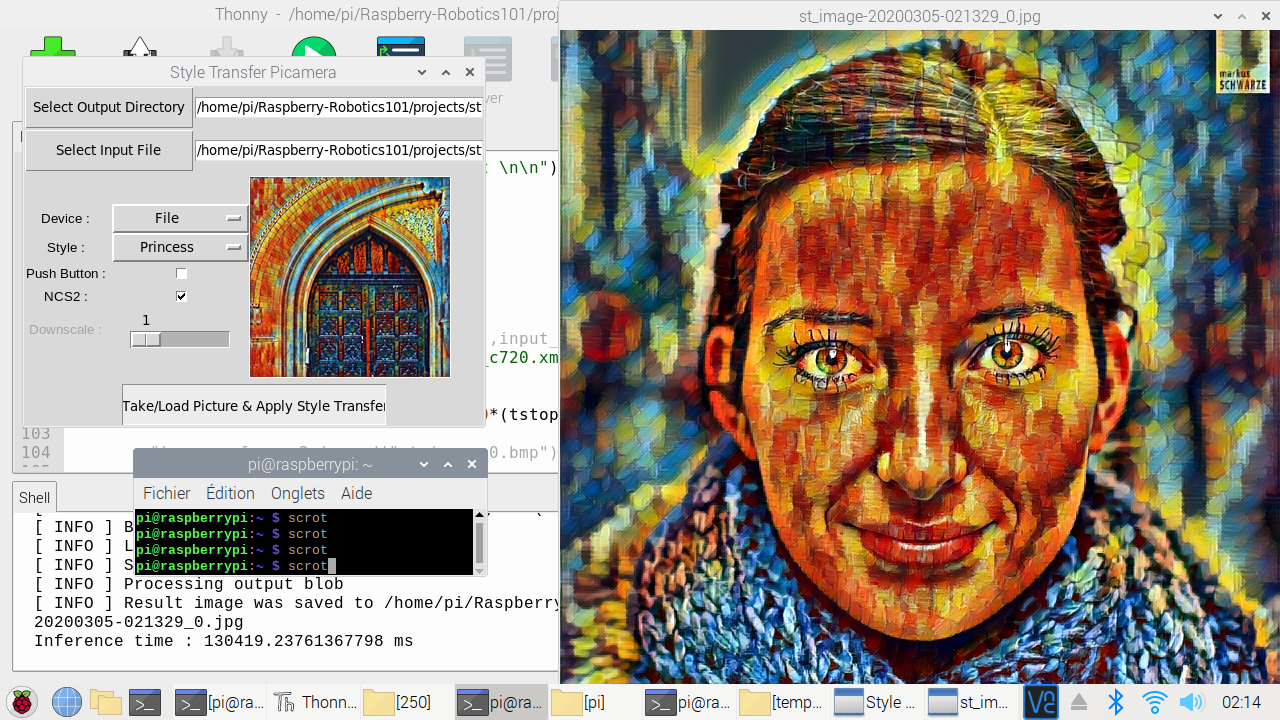 Thonny - /home/pi/Raspberry-Robotics101/proj
st_image-20200305-021329_0.jpg
markus
SCHWARZE
Style Transfer Picamera
ver
Select Output Directory
/home/pi/Raspberry-Robotics101/projects/st
Select Input File
/home/pi/Raspberry-Robotics101/projects/st
\n\n")
Device :
File
Style :
Princess
Push Button :
NCS2 :
1
Downscale :
,input_
c720.xm
Take/Load Picture & Apply Style Transfer
*(tstop
103
104
0.bmp")
pi@raspberrypi: ~
Fichier Édition Onglets Aide
Shell
pi@raspberrypi:~ $ scrot
pi@raspberrypi:~ $ scrot
pi@raspberrypi:~ $ scrot
pi@raspberrypi:~ $ scrot
[ INFO ] B
[ INFO ] L
[ INFO ] S
[ INFO ] Processing output blob
[ INFO ] Result image was saved to /home/pi/Raspberry
20200305-021329_0.jpg
Inference time : 130419.23761367798 ms
[pi@ra...
Thonn...
[250]
pi@ra...
[pi]
pi@ra...
[temp...
Style ...
st_im...
02:14